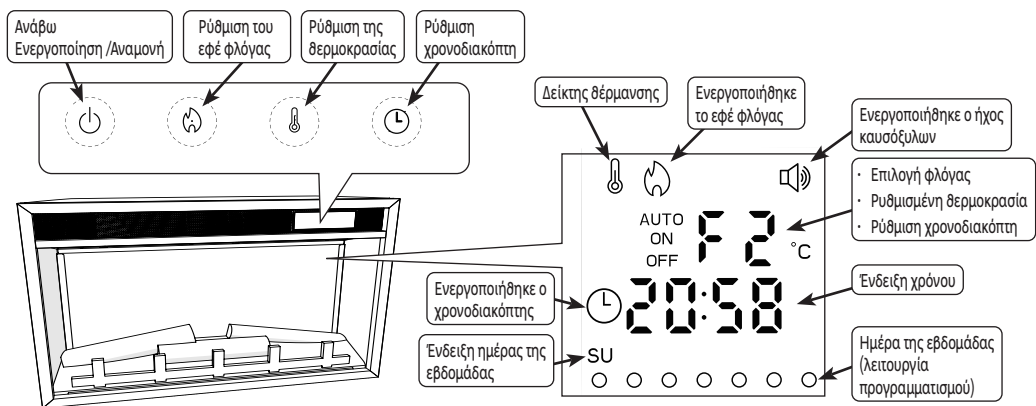 Ανάβω
Ενεργοποίηση /Αναμονή
Ρύθμιση του
εφέ φλόγας
Ρύθμιση της
θερμοκρασίας
Ρύθμιση
χρονοδιακόπτη
Δείκτης θέρμανσης
Ενεργοποιήθηκε
το εφέ φλόγας
Ενεργοποιήθηκε ο ήχος
καυσόξυλων
· Επιλογή φλόγας
· Ρυθμισμένη θερμοκρασία
· Ρύθμιση χρονοδιακόπτη
AUTO
ON
OFF
F2
°C
Ενεργοποιήθηκε ο
χρονοδιακόπτης
20:58
Ένδειξη χρόνου
Ένδειξη ημέρας της
εβδομάδας
SU
Ημέρα της εβδομάδας
(λειτουργία
προγραμματισμού)